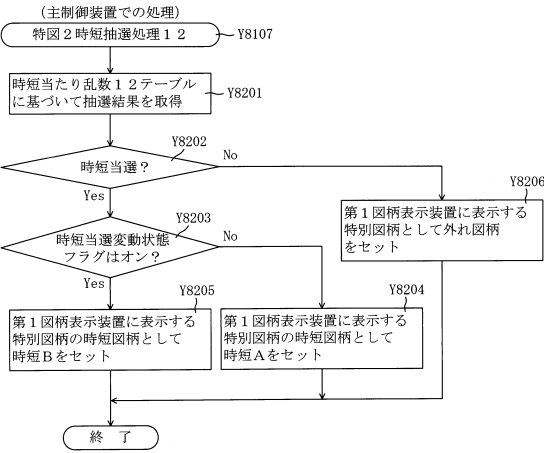 （主制御装置での処理）
特図２時短抽選処理１２
Y8107
時短当たり乱数１２テーブル
に基づいて抽選結果を取得
Y8201
Y8202
時短当選？
No
Yes
Y8206
第１図柄表示装置に表示する
特別図柄として外れ図柄
をセット
Y8203
時短当選変動状態
フラグはオン？
No
Yes
Y8205
第１図柄表示装置に表示する
特別図柄の時短図柄として
時短Ｂをセット
Y8204
第１図柄表示装置に表示する
特別図柄の時短図柄として
時短Ａをセット
終　了